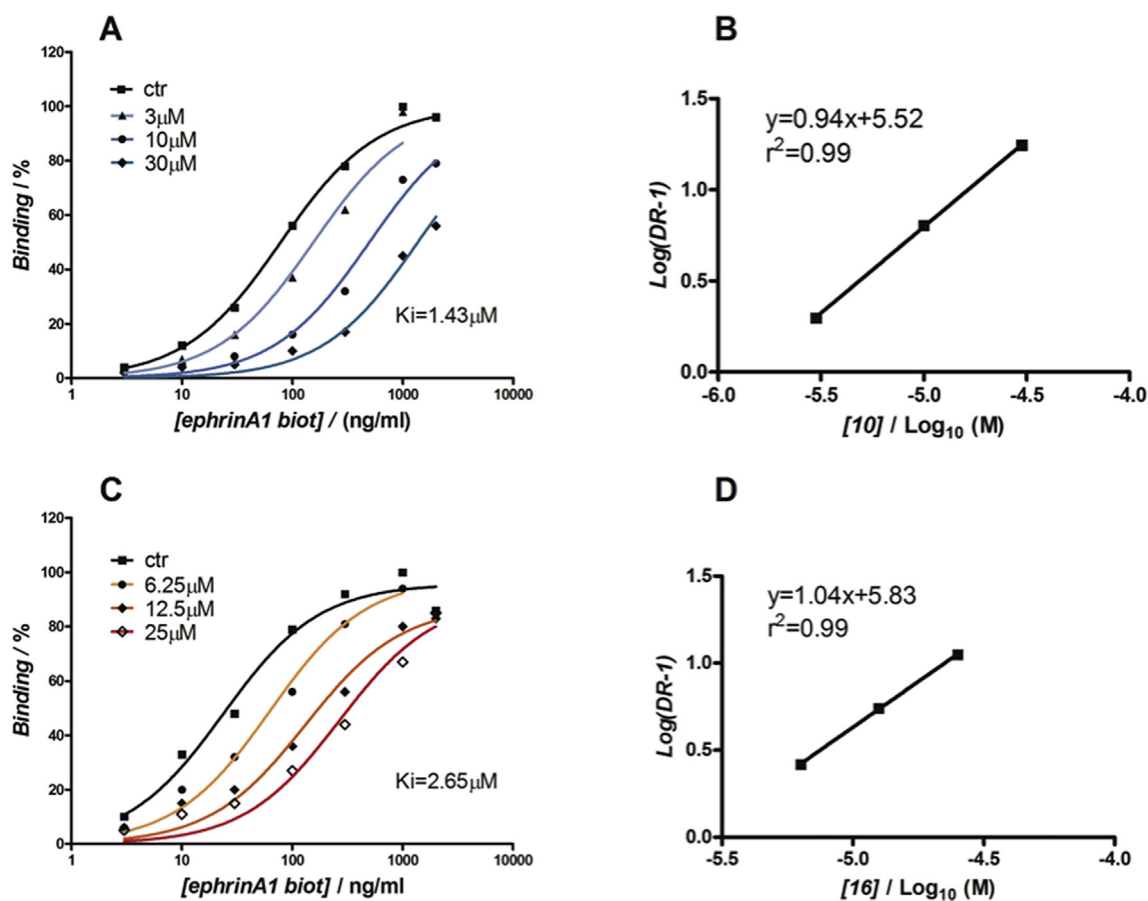 A
120
100
80
60
40
20
0
Binding / %
ctr
3μM
10μM
30μM
Ki=1.43μM
1 10 100 1000 10000
[ephrinA1 biot] / (ng/ml)
B
1.5
1.0
0.5
0.0
Log(DR-1)
y=0.94x+5.52
r²=0.99
-6.0 -5.5 -5.0 -4.5 -4.0
[10] / Log₁₀ (M)
C
120
100
80
60
40
20
0
Binding / %
ctr
6.25μM
12.5μM
25μM
Ki=2.65μM
1 10 100 1000 10000
[ephrinA1 biot] / ng/ml
D
1.5
1.0
0.5
0.0
Log(DR-1)
y=1.04x+5.83
r²=0.99
-5.5 -5.0 -4.5 -4.0
[16] / Log₁₀ (M)